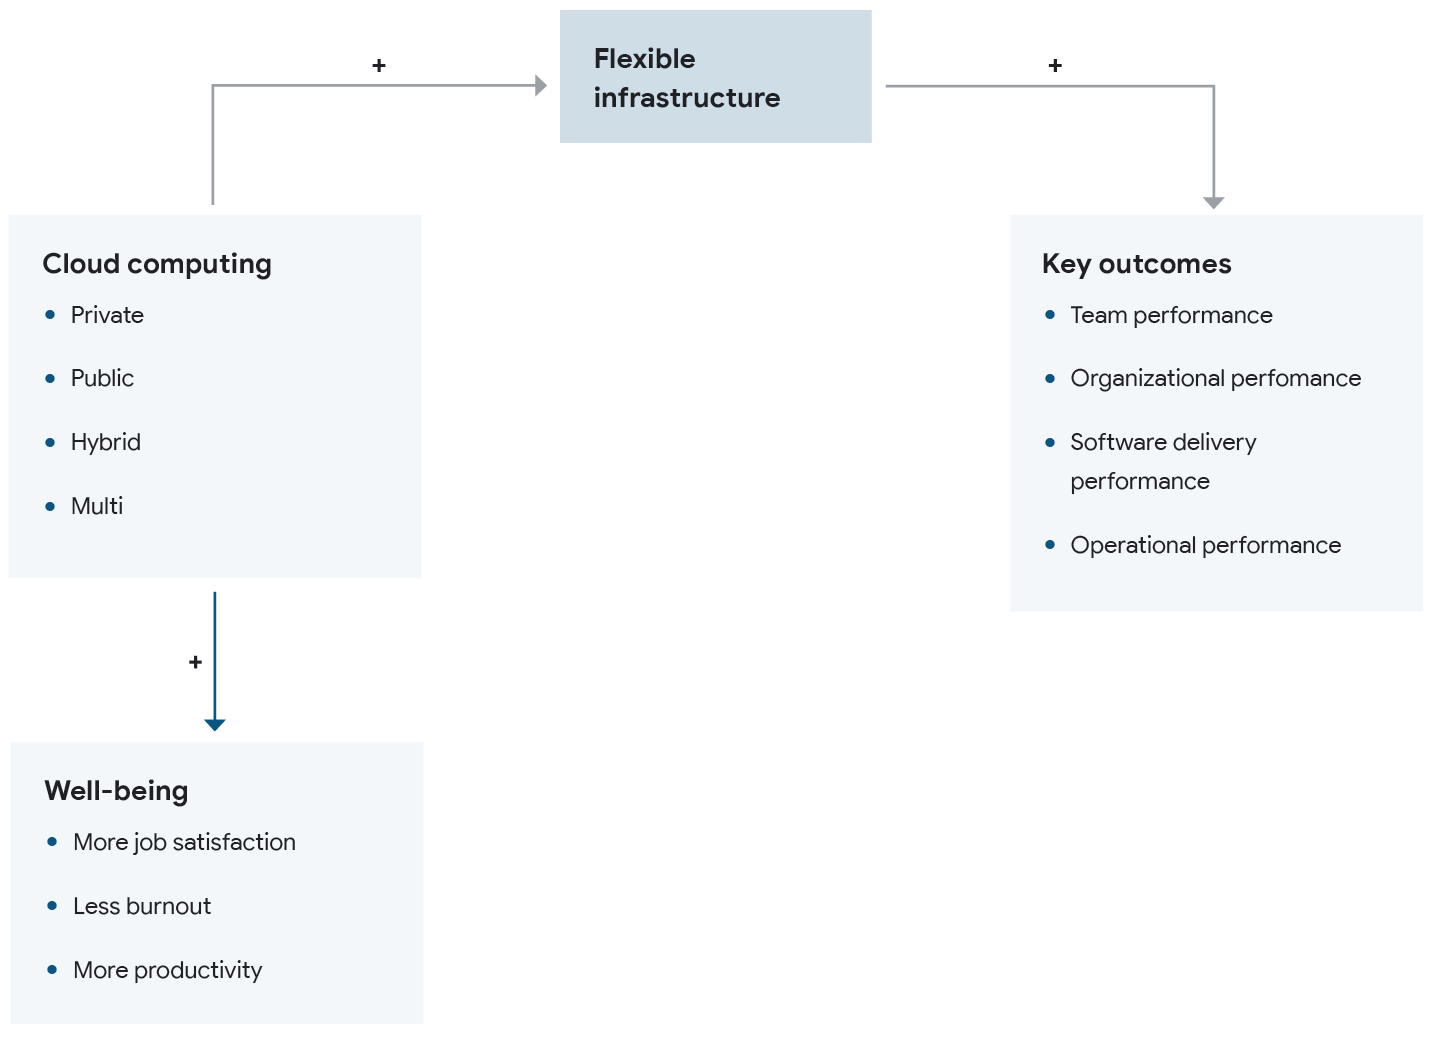 +
Flexible
infrastructure
+
Cloud computing
• Private
• Public
• Hybrid
• Multi
Key outcomes
• Team performance
• Organizational perfomance
• Software delivery
performance
• Operational performance
+
Well-being
• More job satisfaction
• Less burnout
• More productivity